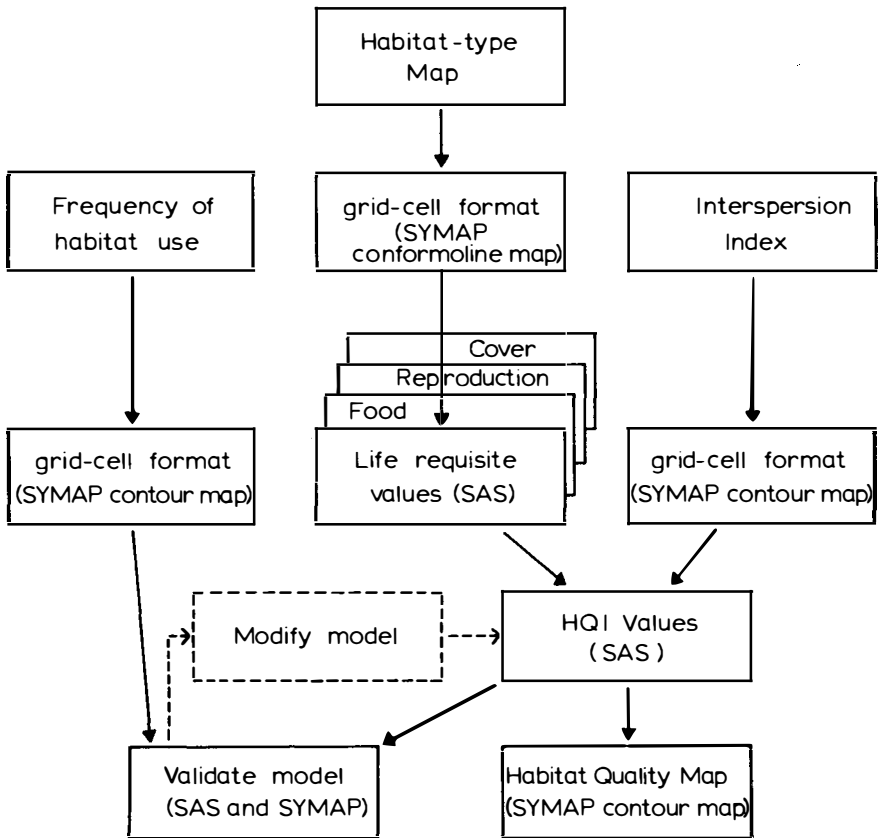 Habitat-type
Map
Frequency of
habitat use
grid-cell format
(SYMAP
conformoline map)
Interspersion
Index
Cover
Reproduction
Food
Life requisite
values (SAS)
grid-cell format
(SYMAP contour map)
grid-cell format
(SYMAP contour map)
Modify model
HQI Values
(SAS)
Validate model
(SAS and SYMAP)
Habitat Quality Map
(SYMAP contour map)